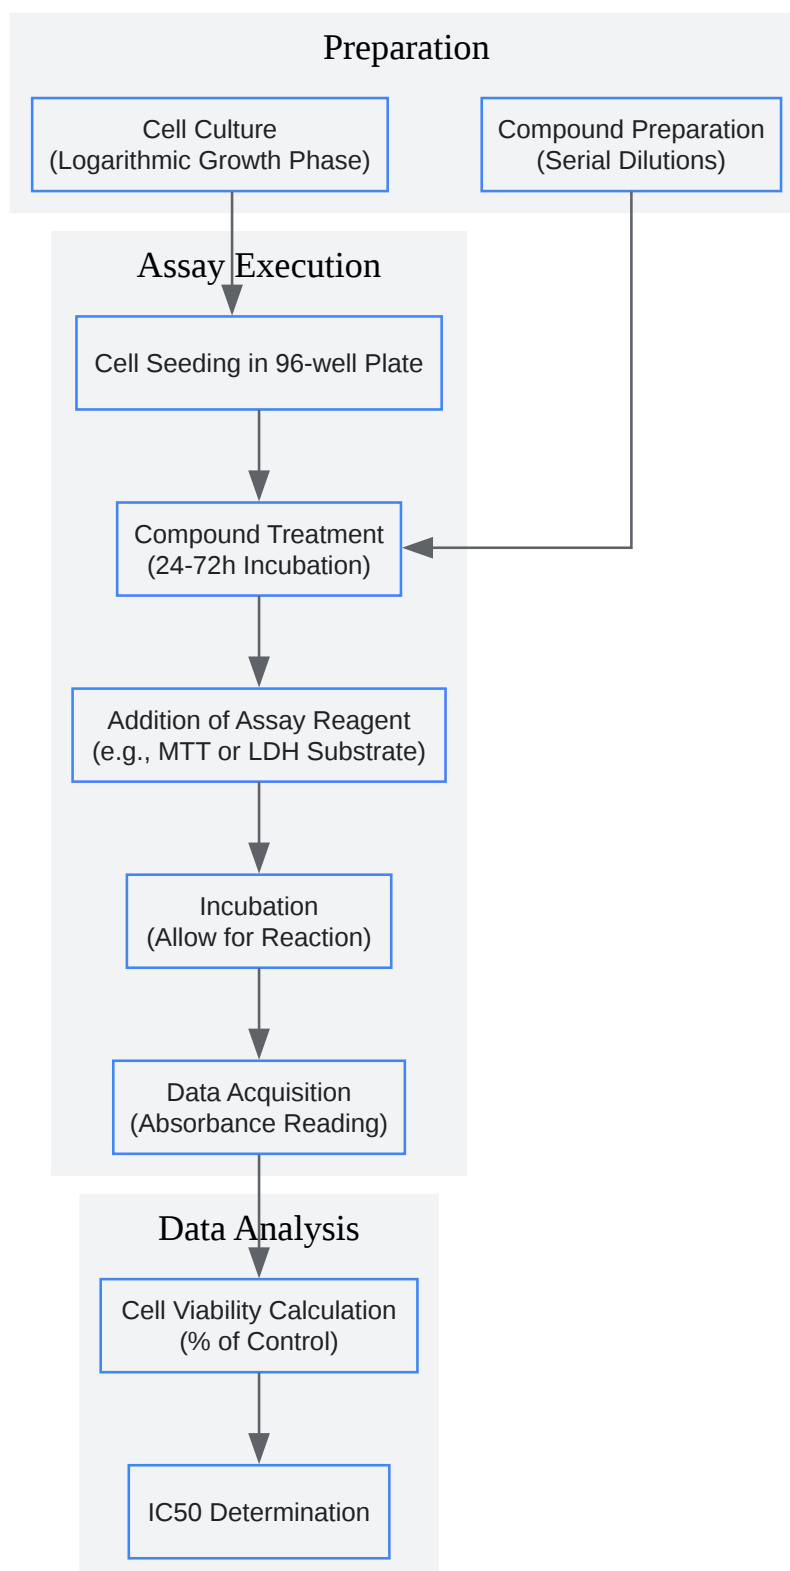 Preparation
Cell Culture
(Logarithmic Growth Phase)
Compound Preparation
(Serial Dilutions)
Assay Execution
Cell Seeding in 96-well Plate
Compound Treatment
(24-72h Incubation)
Addition of Assay Reagent
(e.g., MTT or LDH Substrate)
Incubation
(Allow for Reaction)
Data Acquisition
(Absorbance Reading)
Data Analysis
Cell Viability Calculation
(% of Control)
IC50 Determination